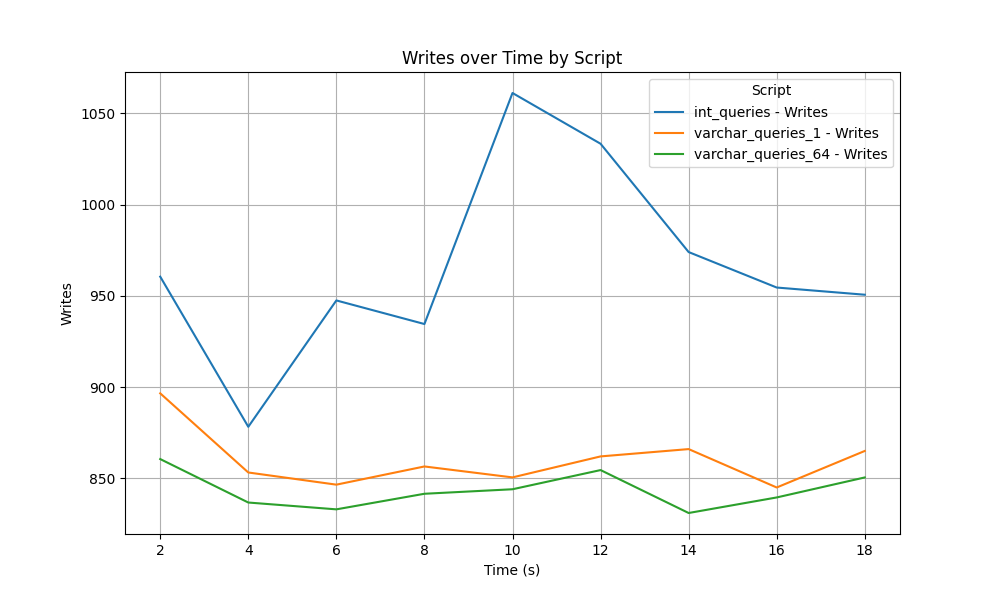 Writes over Time by Script
Script
int_queries - Writes
varchar_queries_1 - Writes
varchar_queries_64 - Writes
Writes
1050
1000
950
900
850
2 4 6 8 10 12 14 16 18
Time (s)